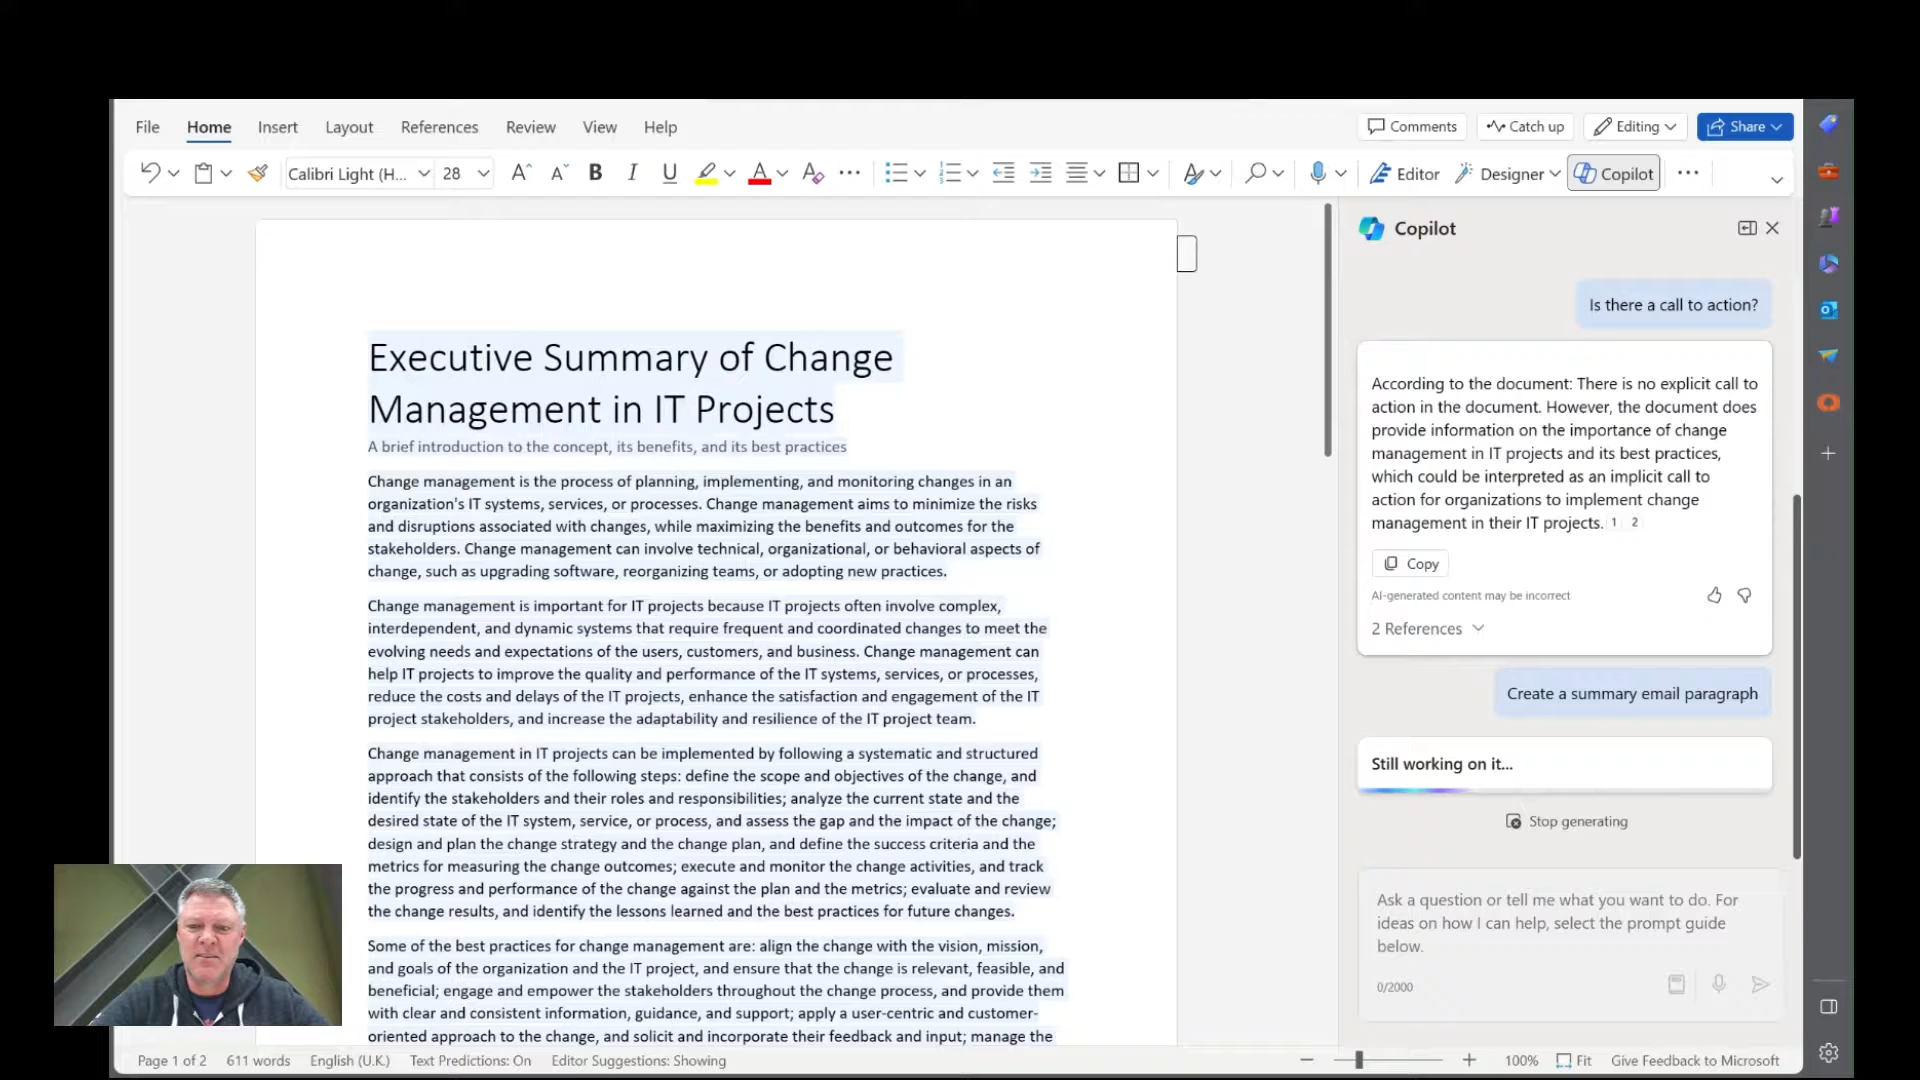 File Home Insert Layout References Review View Help
Comments Catch up Editing Share
Calibri Light (H... 28 B I U A Editor Designer Copilot
Copilot
Is there a call to action?
According to the document: There is no explicit call to
action in the document. However, the document does
provide information on the importance of change
management in IT projects and its best practices,
which could be interpreted as an implicit call to
action for organizations to implement change
management in their IT projects. 1 2
Copy
AI-generated content may be incorrect
2 References
Create a summary email paragraph
Still working on it...
Stop generating
Ask a question or tell me what you want to do. For
ideas on how I can help, select the prompt guide
below.
0/2000
Executive Summary of Change
Management in IT Projects
A brief introduction to the concept, its benefits, and its best practices
Change management is the process of planning, implementing, and monitoring changes in an
organization's IT systems, services, or processes. Change management aims to minimize the risks
and disruptions associated with changes, while maximizing the benefits and outcomes for the
stakeholders. Change management can involve technical, organizational, or behavioral aspects of
change, such as upgrading software, reorganizing teams, or adopting new practices.
Change management is important for IT projects because IT projects often involve complex,
interdependent, and dynamic systems that require frequent and coordinated changes to meet the
evolving needs and expectations of the users, customers, and business. Change management can
help IT projects to improve the quality and performance of the IT systems, services, or processes,
reduce the costs and delays of the IT projects, enhance the satisfaction and engagement of the IT
project stakeholders, and increase the adaptability and resilience of the IT project team.
Change management in IT projects can be implemented by following a systematic and structured
approach that consists of the following steps: define the scope and objectives of the change, and
identify the stakeholders and their roles and responsibilities; analyze the current state and the
desired state of the IT system, service, or process, and assess the gap and the impact of the change;
design and plan the change strategy and the change plan, and define the success criteria and the
metrics for measuring the change outcomes; execute and monitor the change activities, and track
the progress and performance of the change against the plan and the metrics; evaluate and review
the change results, and identify the lessons learned and the best practices for future changes.
Some of the best practices for change management are: align the change with the vision, mission,
and goals of the organization and the IT project, and ensure that the change is relevant, feasible, and
beneficial; engage and empower the stakeholders throughout the change process, and provide them
with clear and consistent information, guidance, and support; apply a user-centric and customer-
oriented approach to the change, and solicit and incorporate their feedback and input; manage the
Page 1 of 2 611 words English (U.K.) Text Predictions: On Editor Suggestions: Showing 100% Fit Give Feedback to Microsoft